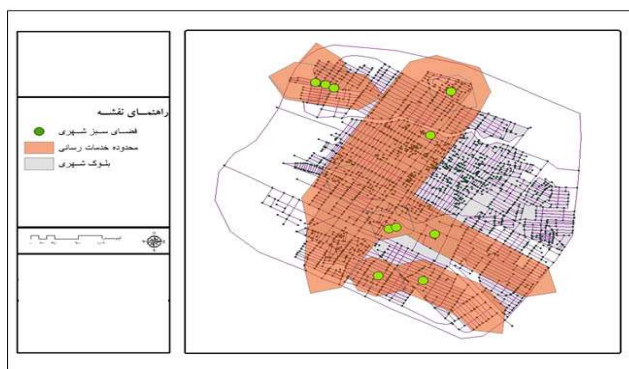 راهنمای نقشه
فضای سبز شهری
محدوده خدمات رسانی
بلوک شهری